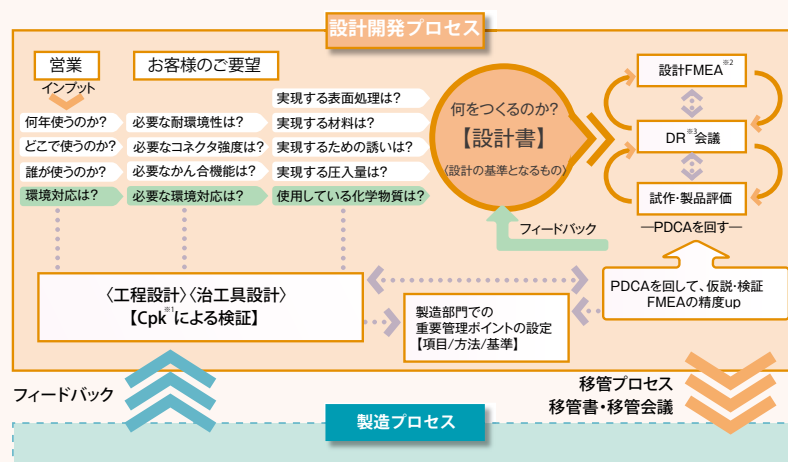 設計開発プロセス
営業
お客様のご要望
インプット
何年使うのか?
どこで使うのか?
誰が使うのか?
環境対応は?
必要な耐環境性は?
必要なコネクタ強度は?
必要なかん合機能は?
必要な環境対応は?
実現する表面処理は?
実現する材料は?
実現するための誘いは?
実現する圧入量は?
使用している化学物質は?
何をつくるのか?
【設計書】
〈設計の基準となるもの〉
設計FMEA※2
DR※3会議
試作・製品評価
―PDCAを回す―
フィードバック
PDCAを回して、仮説・検証
FMEAの精度up
〈工程設計〉〈治工具設計〉
【Cpk※1による検証】
製造部門での
重要管理ポイントの設定
【項目/方法/基準】
フィードバック
移管プロセス
移管書・移管会議
製造プロセス